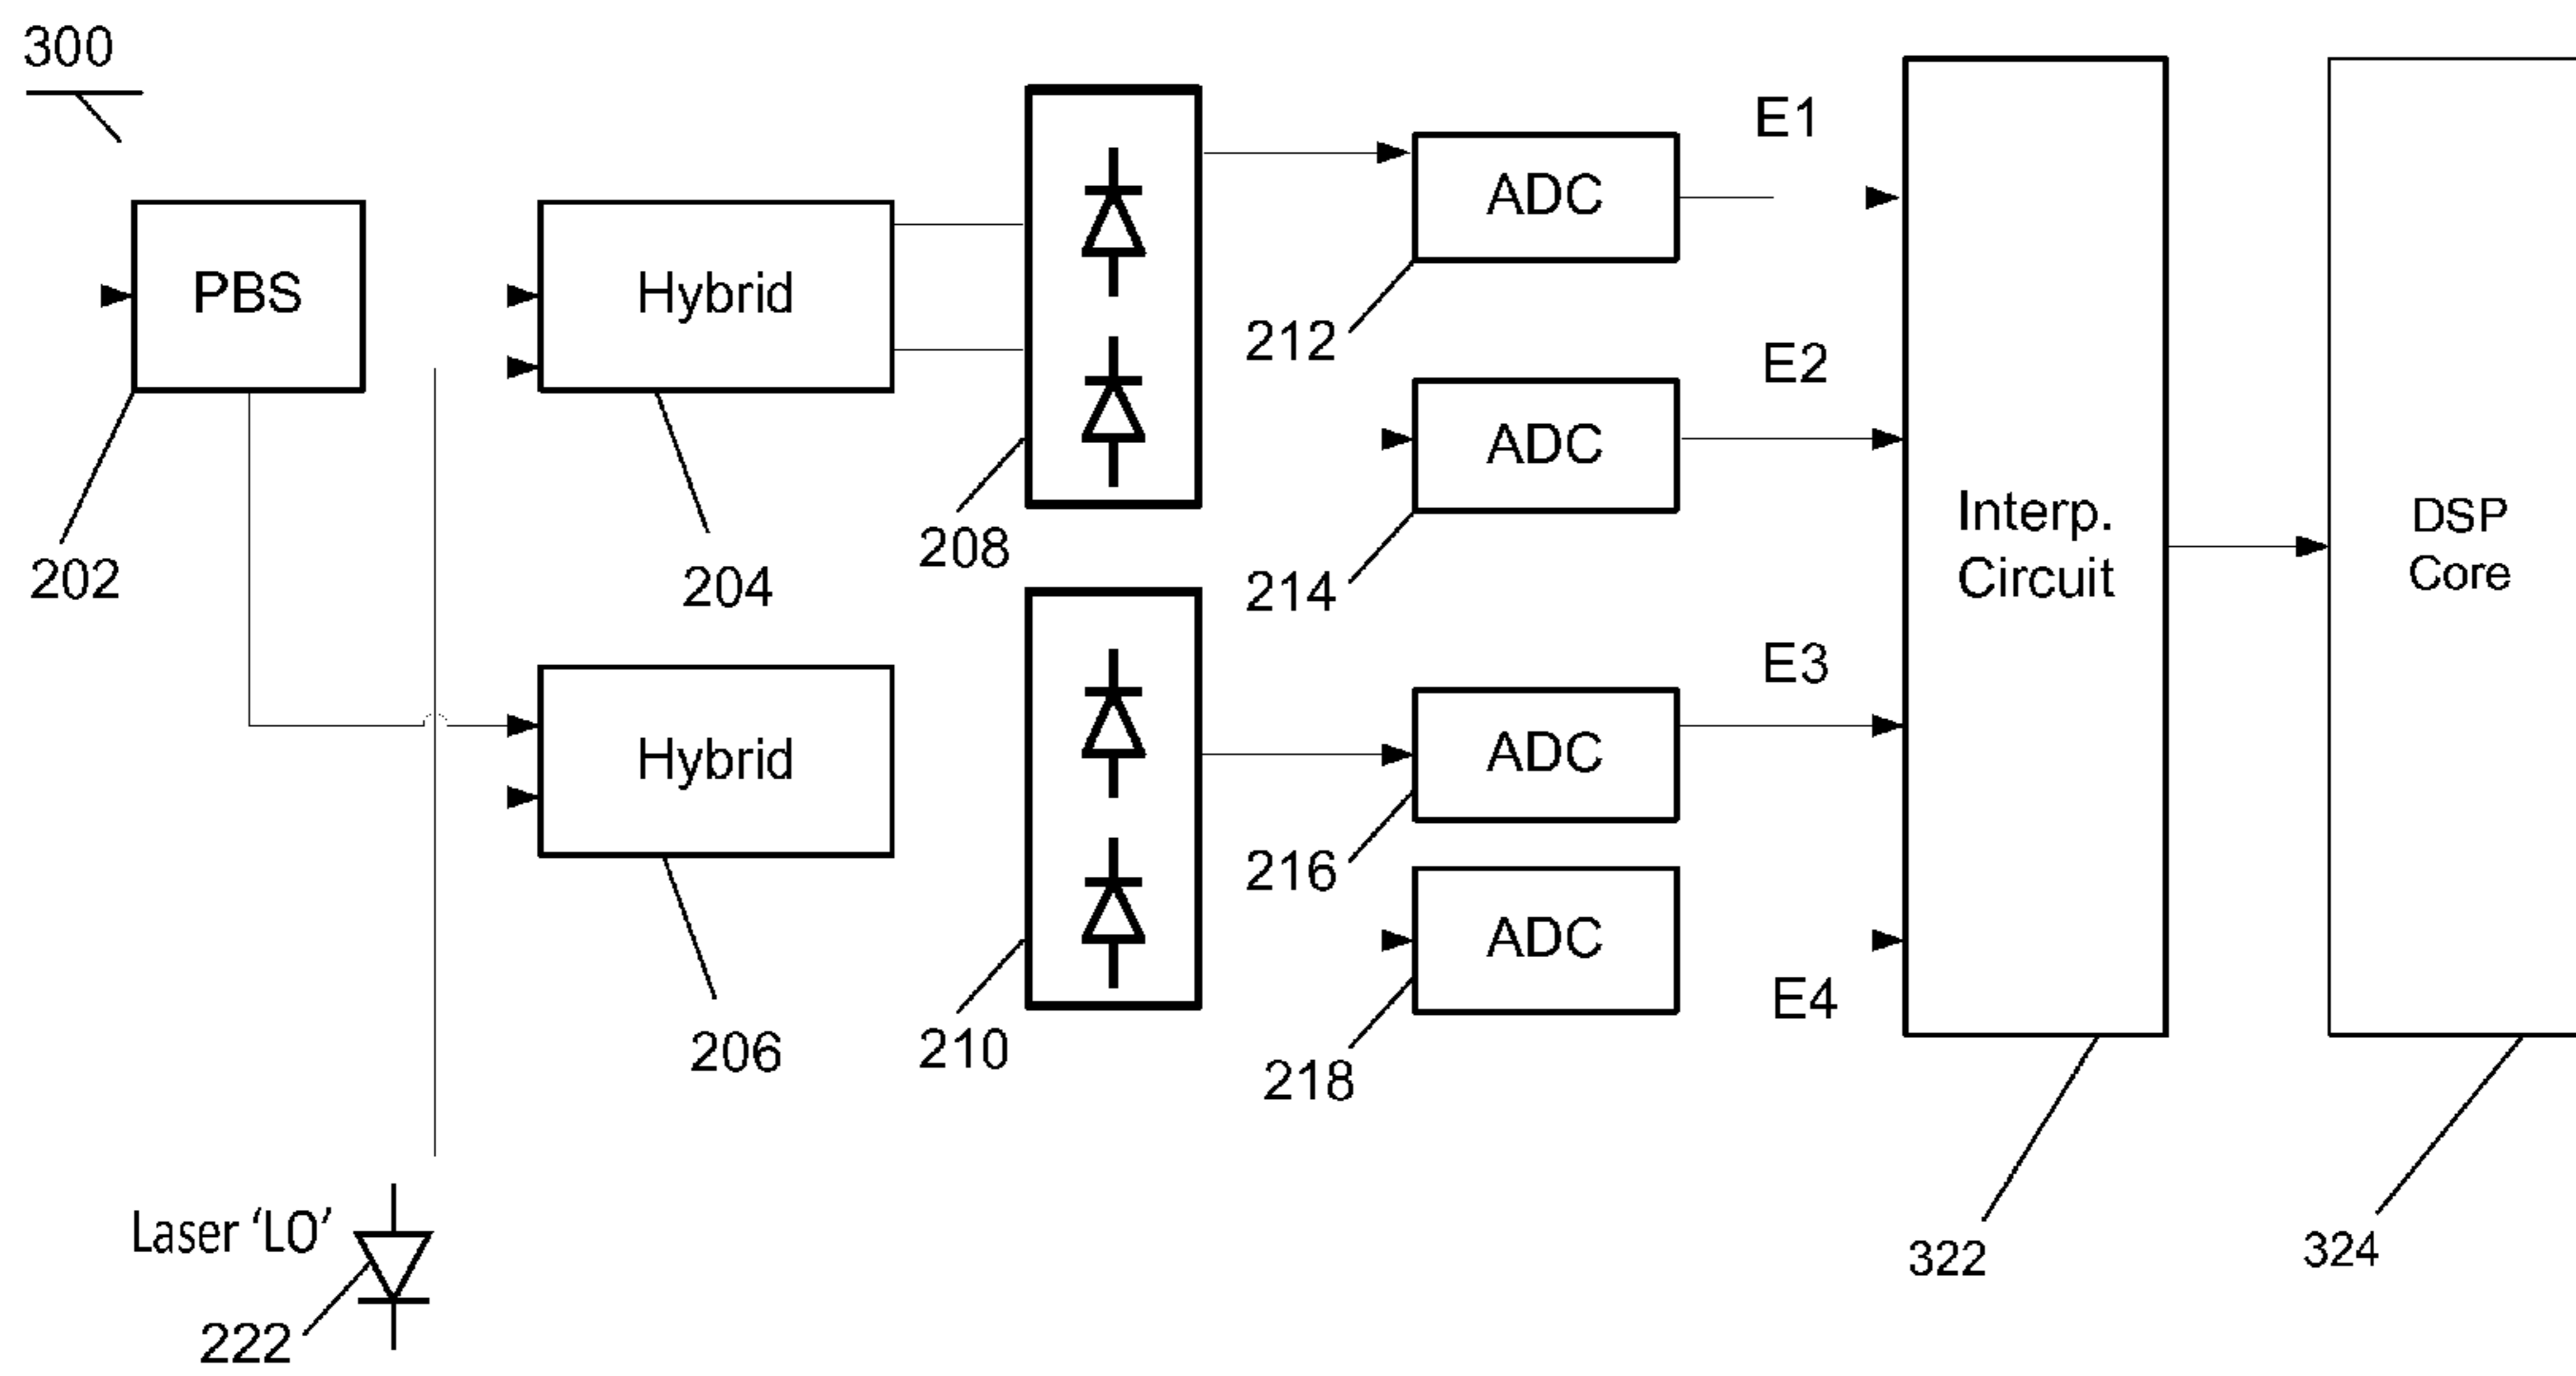 300
PBS
Hybrid
ADC
E1
212
E2
ADC
214
202
204
208
Interp.
Circuit
DSP
Core
Hybrid
ADC
E3
216
ADC
E4
206
210
218
Laser ‘LO’
222
322
324